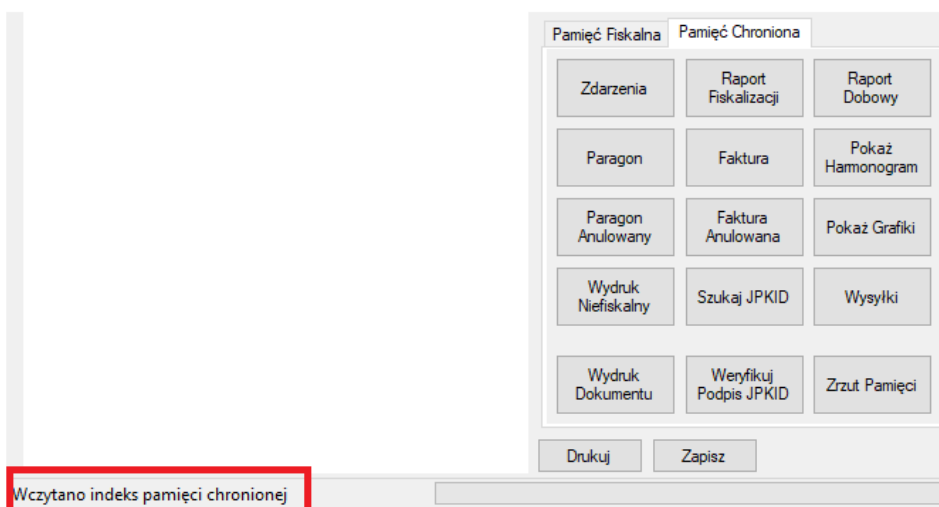 Pamięć Fiskalna Pamięć Chroniona
Zdarzenia
Raport
Fiskalizacji
Raport
Dobowy
Paragon
Faktura
Pokaż
Harmonogram
Paragon
Anulowany
Faktura
Anulowana
Pokaż Grafiki
Wydruk
Niefiskalny
Szukaj JPKID
Wysyłki
Wydruk
Dokumentu
Weryfikuj
Podpis JPKID
Zrzut Pamięci
Drukuj
Zapisz
Wczytano indeks pamięci chronionej